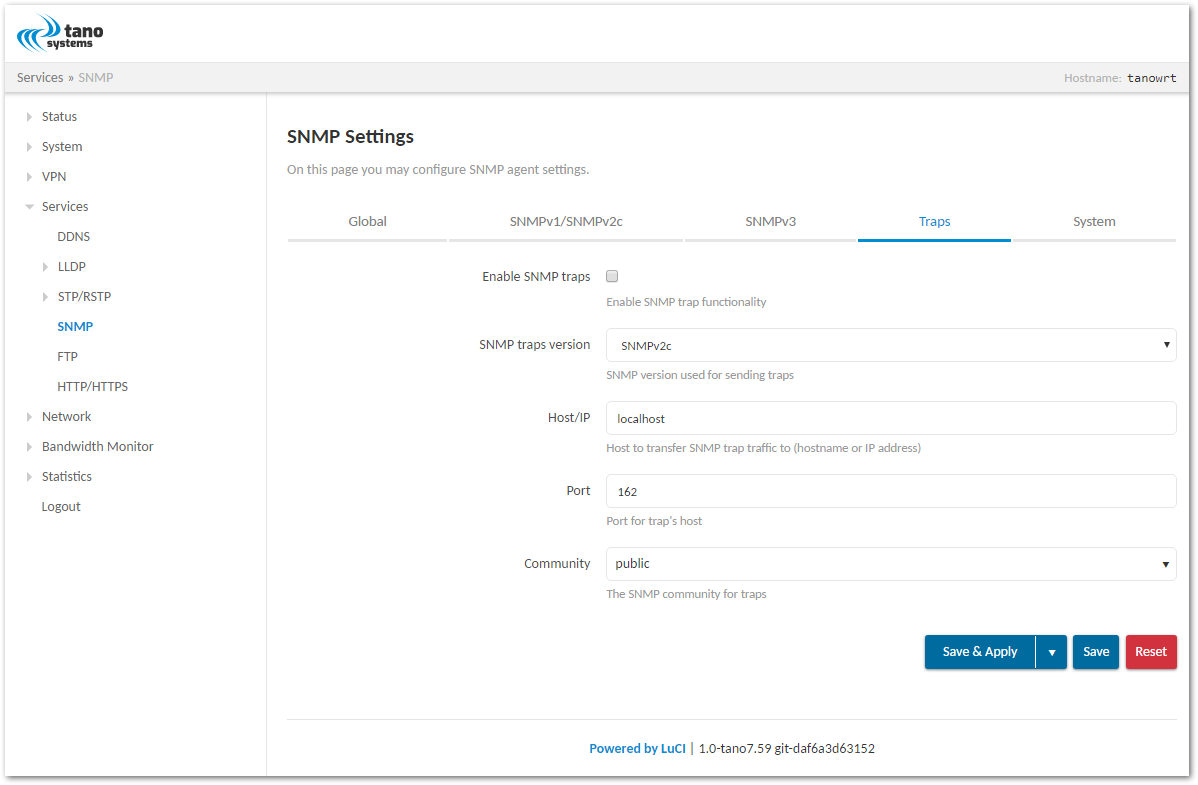 tano
systems
Services » SNMP
Hostname: tanowrt
Status
System
VPN
Services
DDNS
LLDP
STP/RSTP
SNMP
FTP
HTTP/HTTPS
Network
Bandwidth Monitor
Statistics
Logout
SNMP Settings
On this page you may configure SNMP agent settings.
Global SNMPv1/SNMPv2c SNMPv3 Traps System
Enable SNMP traps
Enable SNMP trap functionality
SNMP traps version SNMPv2c
SNMP version used for sending traps
Host/IP localhost
Host to transfer SNMP trap traffic to (hostname or IP address)
Port 162
Port for trap's host
Community public
The SNMP community for traps
Save & Apply Save Reset
Powered by LuCI | 1.0-tano7.59 git-daf6a3d63152